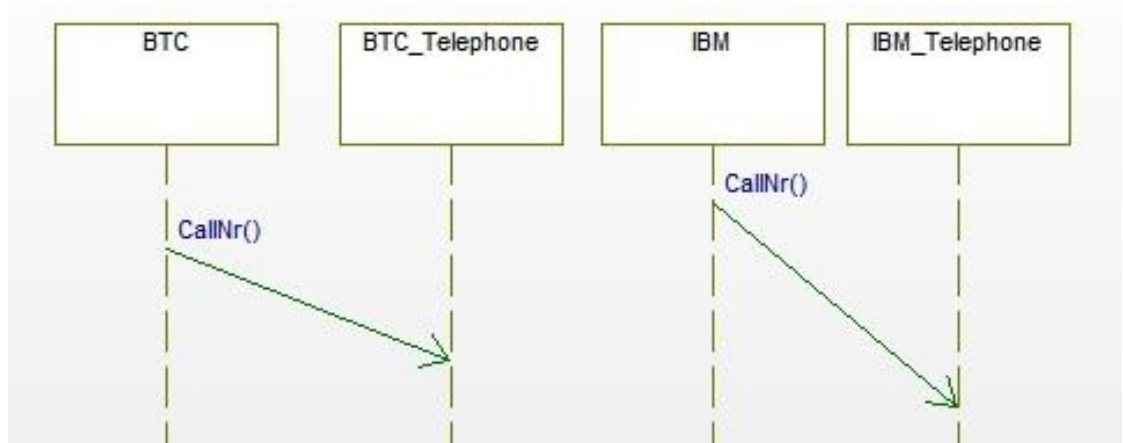 BTC
BTC_Telephone
IBM
IBM_Telephone
CallNr()
CallNr()